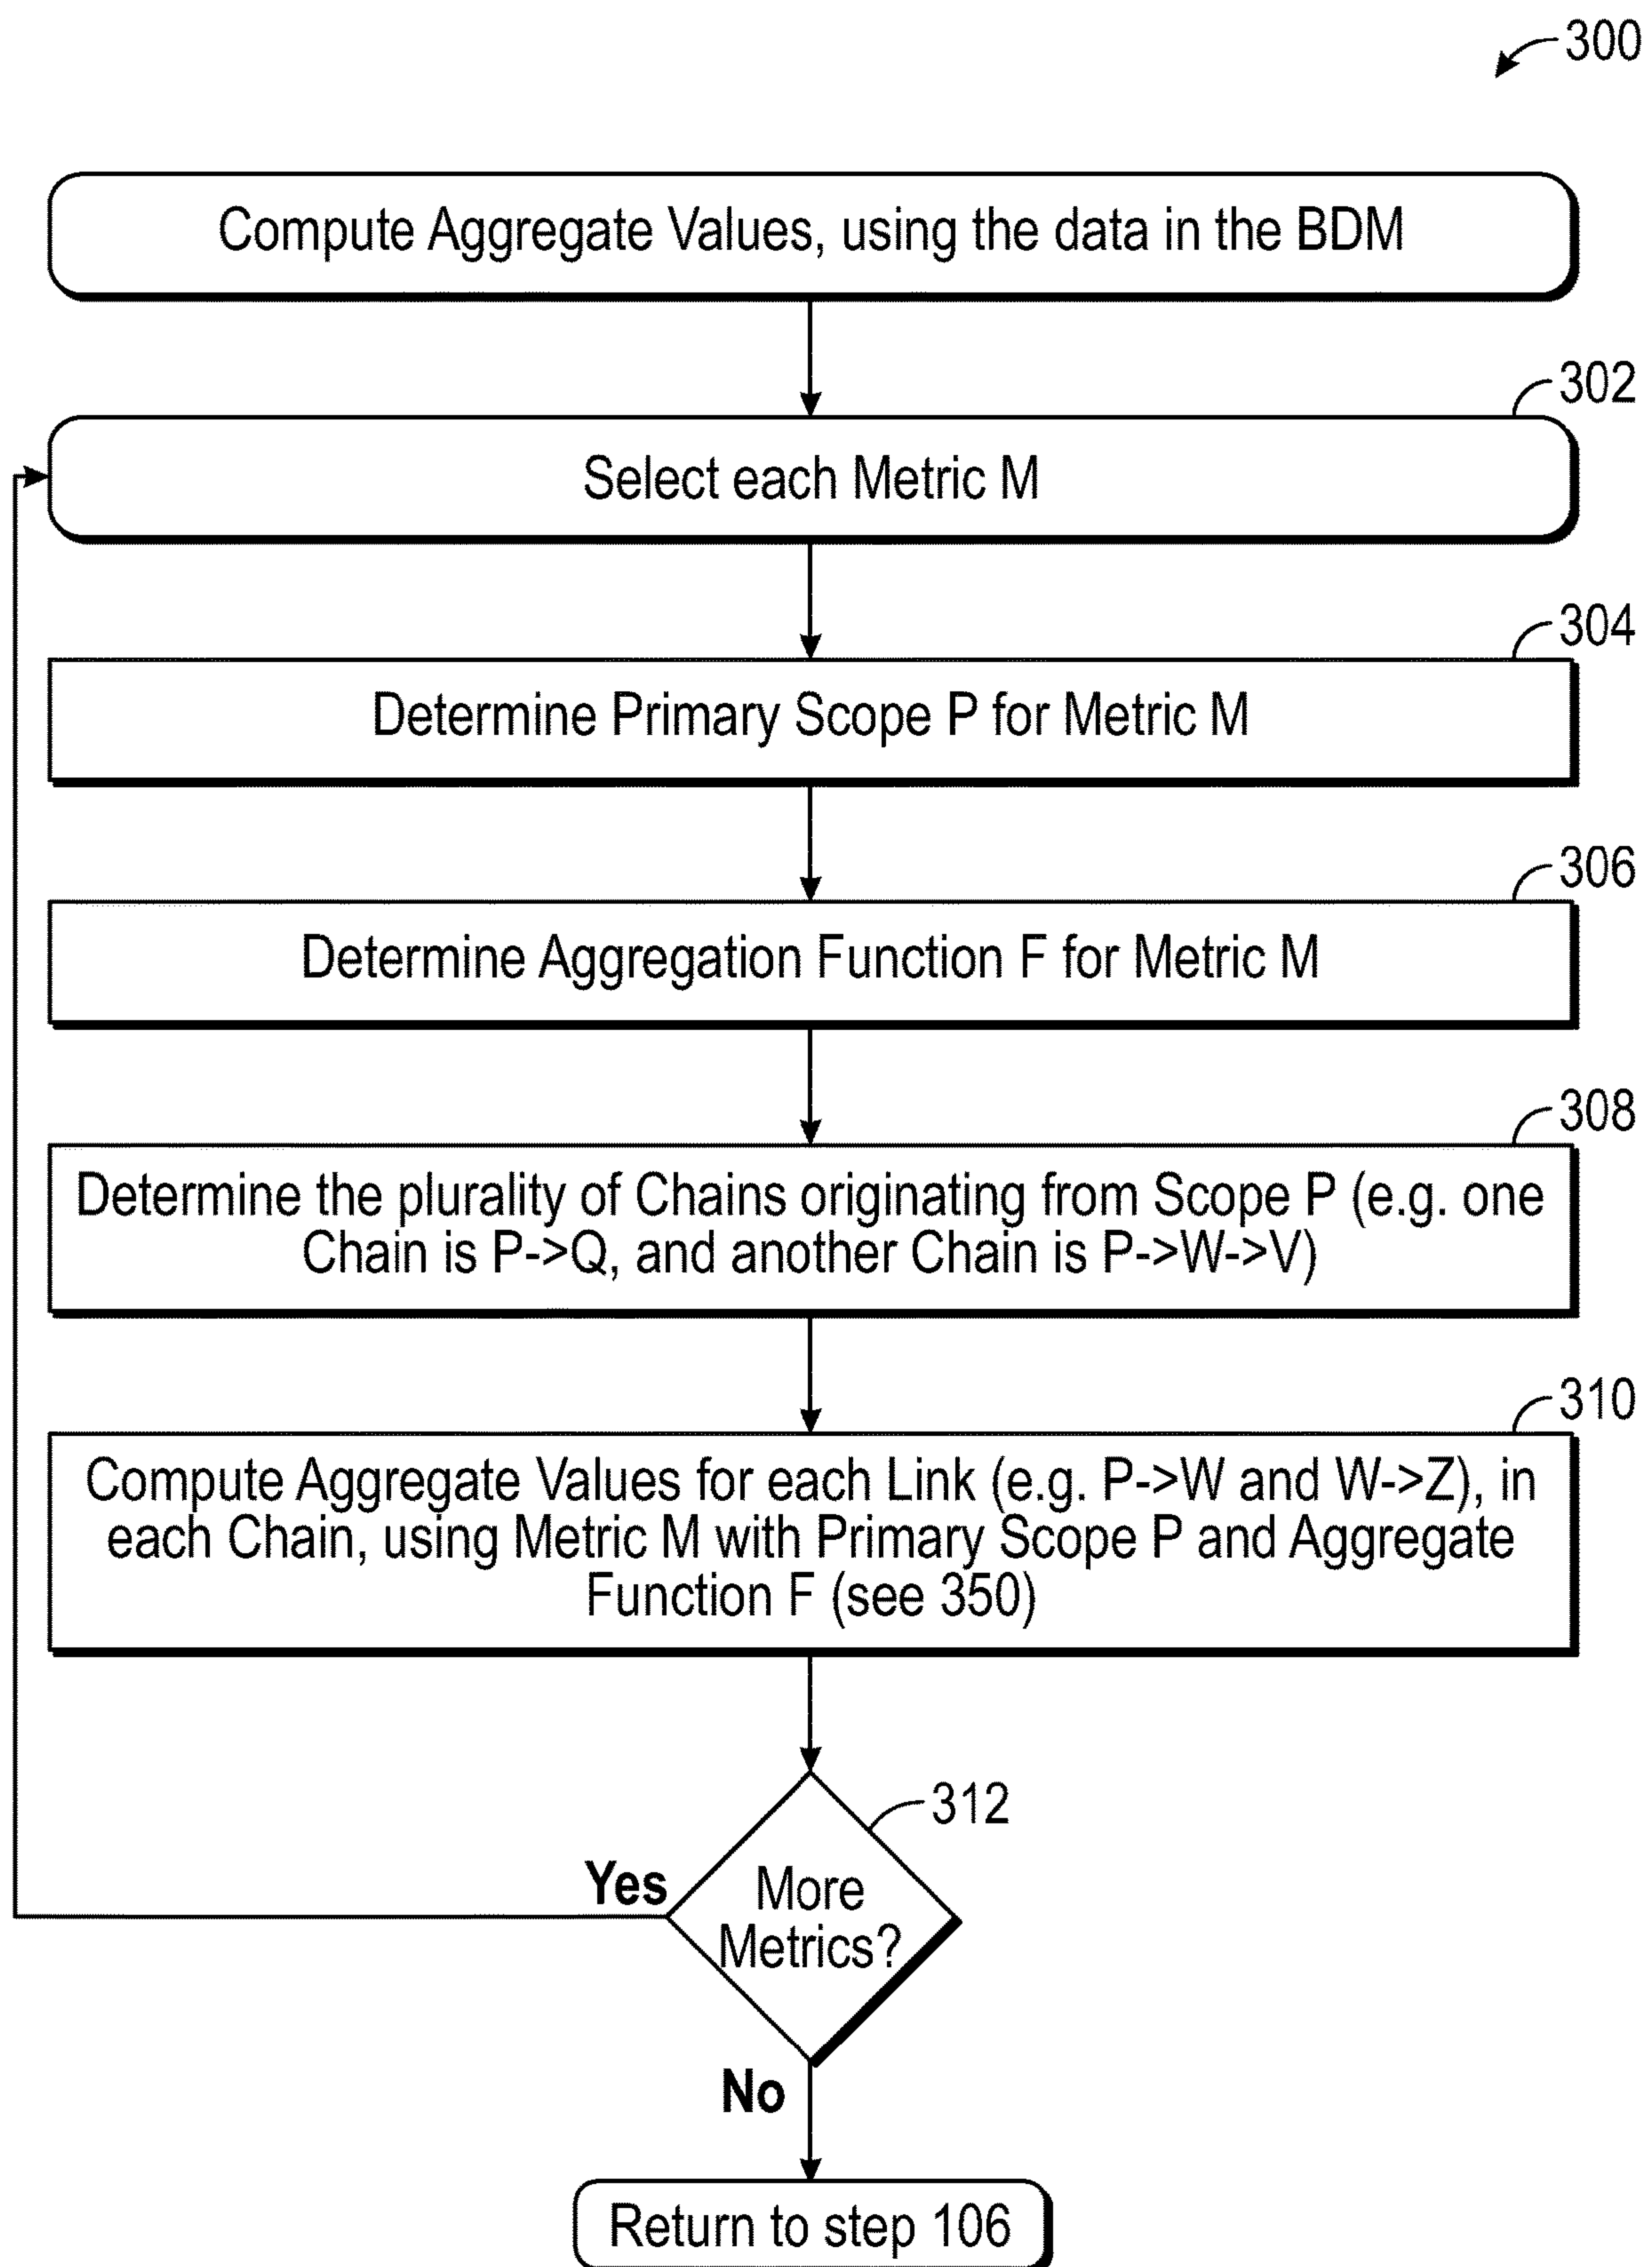 300
Compute Aggregate Values, using the data in the BDM
302
Select each Metric M
304
Determine Primary Scope P for Metric M
306
Determine Aggregation Function F for Metric M
308
Determine the plurality of Chains originating from Scope P (e.g. one
Chain is P->Q, and another Chain is P->W->V)
310
Compute Aggregate Values for each Link (e.g. P->W and W->Z), in
each Chain, using Metric M with Primary Scope P and Aggregate
Function F (see 350)
312
Yes
More
Metrics?
No
Return to step 106